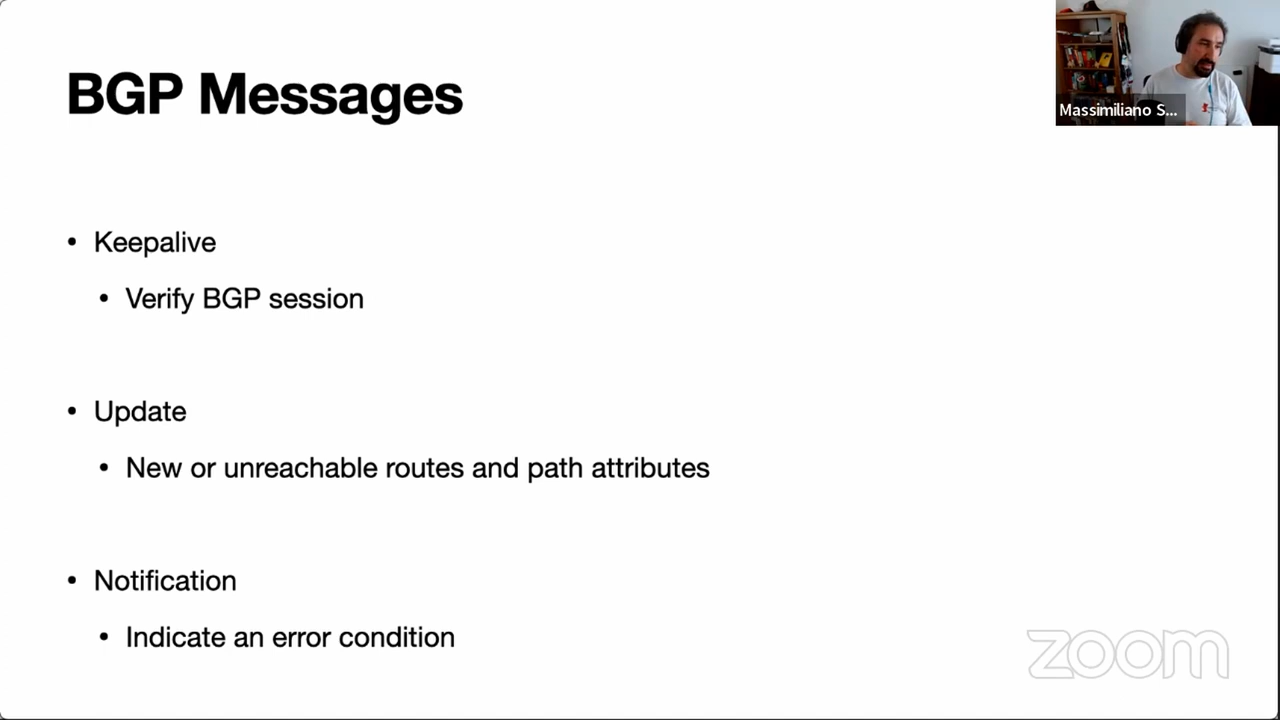 BGP Messages
Massimiliano S...
• Keepalive
• Verify BGP session
• Update
• New or unreachable routes and path attributes
• Notification
• Indicate an error condition
zoom